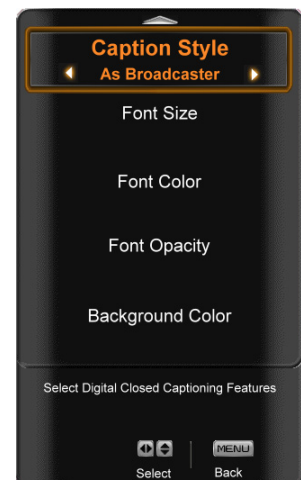 Caption Style
As Broadcaster
Font Size
Font Color
Font Opacity
Background Color
Select Digital Closed Captioning Features
MENU
Select Back